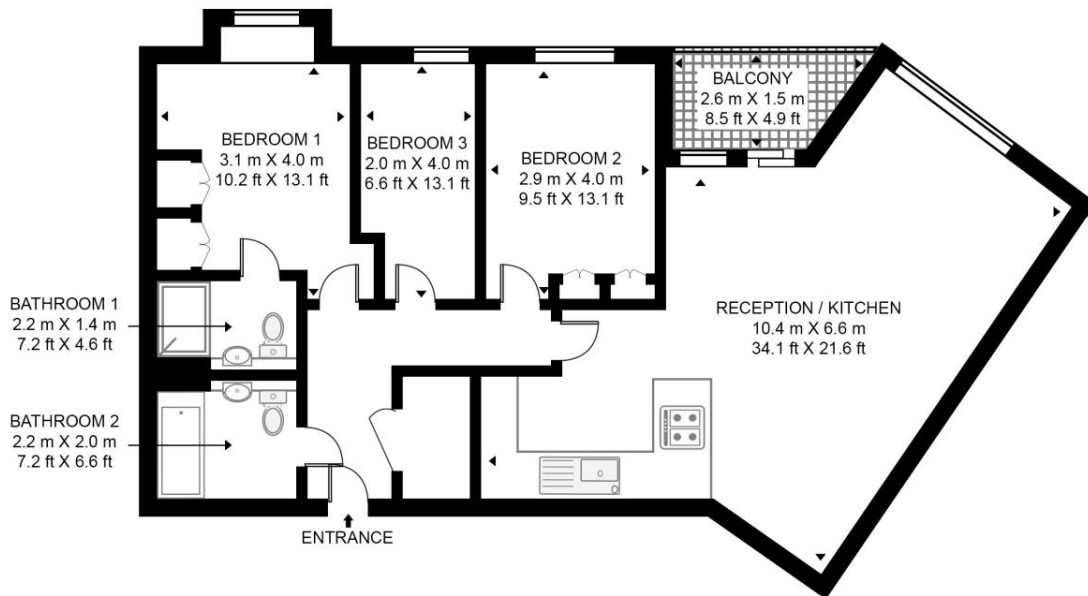 BEDROOM 1
3.1 m X 4.0 m
10.2 ft X 13.1 ft
BEDROOM 3
2.0 m X 4.0 m
6.6 ft X 13.1 ft
BEDROOM 2
2.9 m X 4.0 m
9.5 ft X 13.1 ft
BALCONY
2.6 m X 1.5 m
8.5 ft X 4.9 ft
BATHROOM 1
2.2 m X 1.4 m
7.2 ft X 4.6 ft
RECEPTION / KITCHEN
10.4 m X 6.6 m
34.1 ft X 21.6 ft
BATHROOM 2
2.2 m X 2.0 m
7.2 ft X 6.6 ft
ENTRANCE